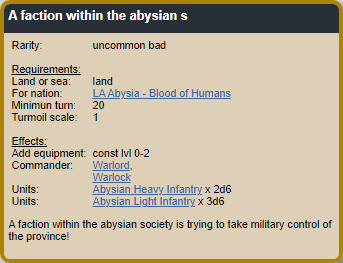 A faction within the abysian s
Rarity: uncommon bad
Requirements:
Land or sea: land
For nation: LA Abysia - Blood of Humans
Minimun turn: 20
Turmoil scale: 1
Effects:
Add equipment: const lvl 0-2
Commander: Warlord,
Warlock
Units: Abysian Heavy Infantry x 2d6
Units: Abysian Light Infantry x 3d6
A faction within the abysian society is trying to take military control of
the province!